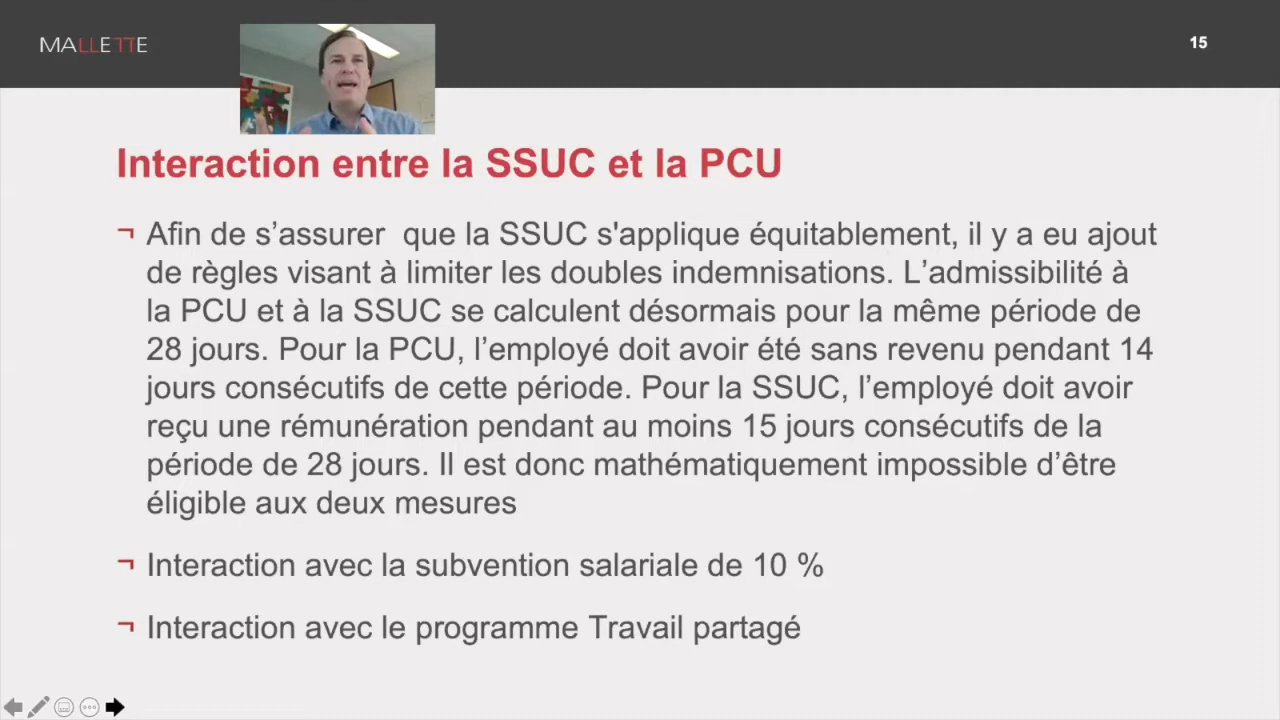 MALLETTE
15
Interaction entre la SSUC et la PCU
¬ Afin de s’assurer  que la SSUC s'applique équitablement, il y a eu ajout
de règles visant à limiter les doubles indemnisations. L’admissibilité à
la PCU et à la SSUC se calculent désormais pour la même période de
28 jours. Pour la PCU, l’employé doit avoir été sans revenu pendant 14
jours consécutifs de cette période. Pour la SSUC, l’employé doit avoir
reçu une rémunération pendant au moins 15 jours consécutifs de la
période de 28 jours. Il est donc mathématiquement impossible d’être
éligible aux deux mesures
¬ Interaction avec la subvention salariale de 10 %
¬ Interaction avec le programme Travail partagé